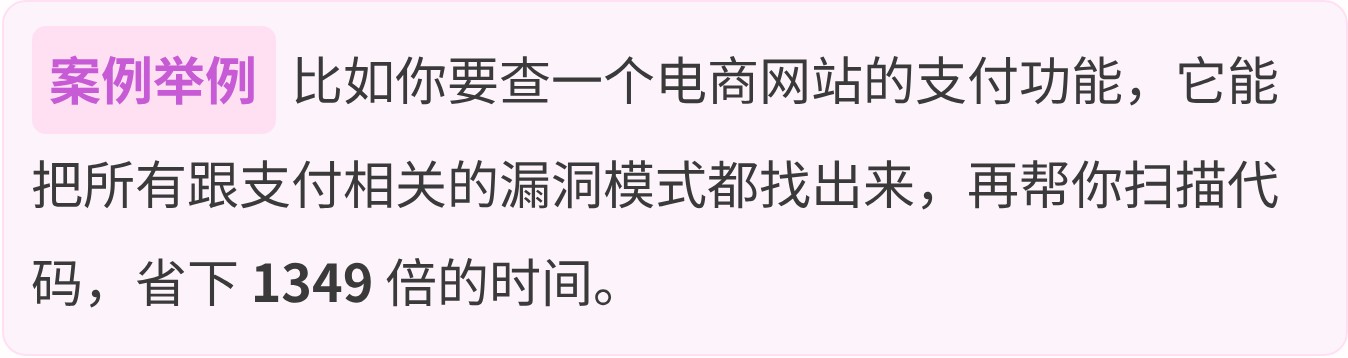 案例举例 比如你要查一个电商网站的支付功能，它能
把所有跟支付相关的漏洞模式都找出来，再帮你扫描代
码，省下 1349 倍的时间。